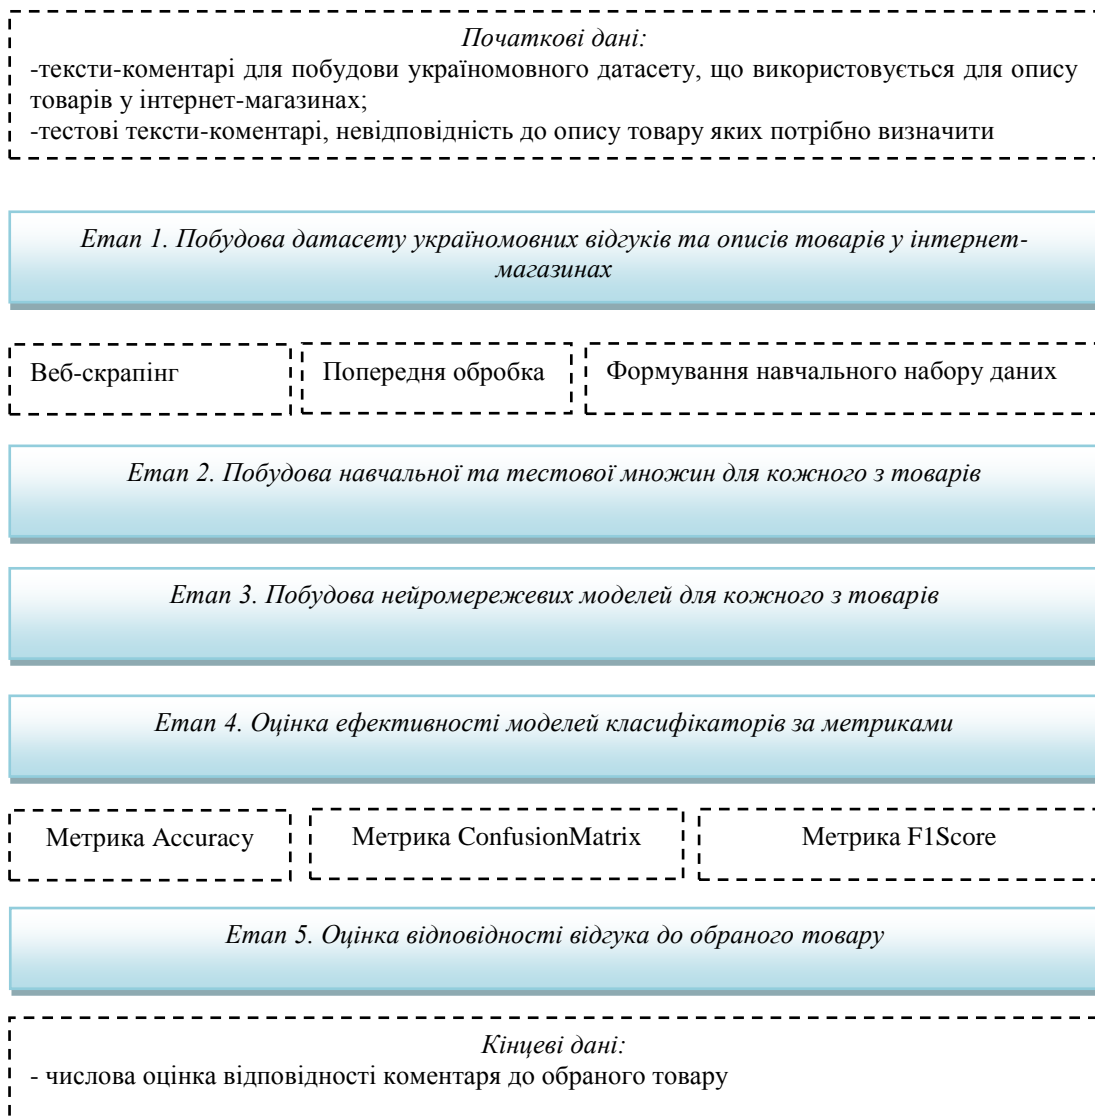 Початкові дані:
-тексти-коментарі для побудови україномовного датасету, що використовується для опису
товарів у інтернет-магазинах;
-тестові тексти-коментарі, невідповідність до опису товару яких потрібно визначити
Етап 1. Побудова датасету україномовних відгуків та описів товарів у інтернет-
магазинах
Веб-скрапінг
Попередня обробка
Формування навчального набору даних
Етап 2. Побудова навчальної та тестової множин для кожного з товарів
Етап 3. Побудова нейромережевих моделей для кожного з товарів
Етап 4. Оцінка ефективності моделей класифікаторів за метриками
Метрика Accuracy
Метрика ConfusionMatrix
Метрика F1Score
Етап 5. Оцінка відповідності відгука до обраного товару
Кінцеві дані:
- числова оцінка відповідності коментаря до обраного товару